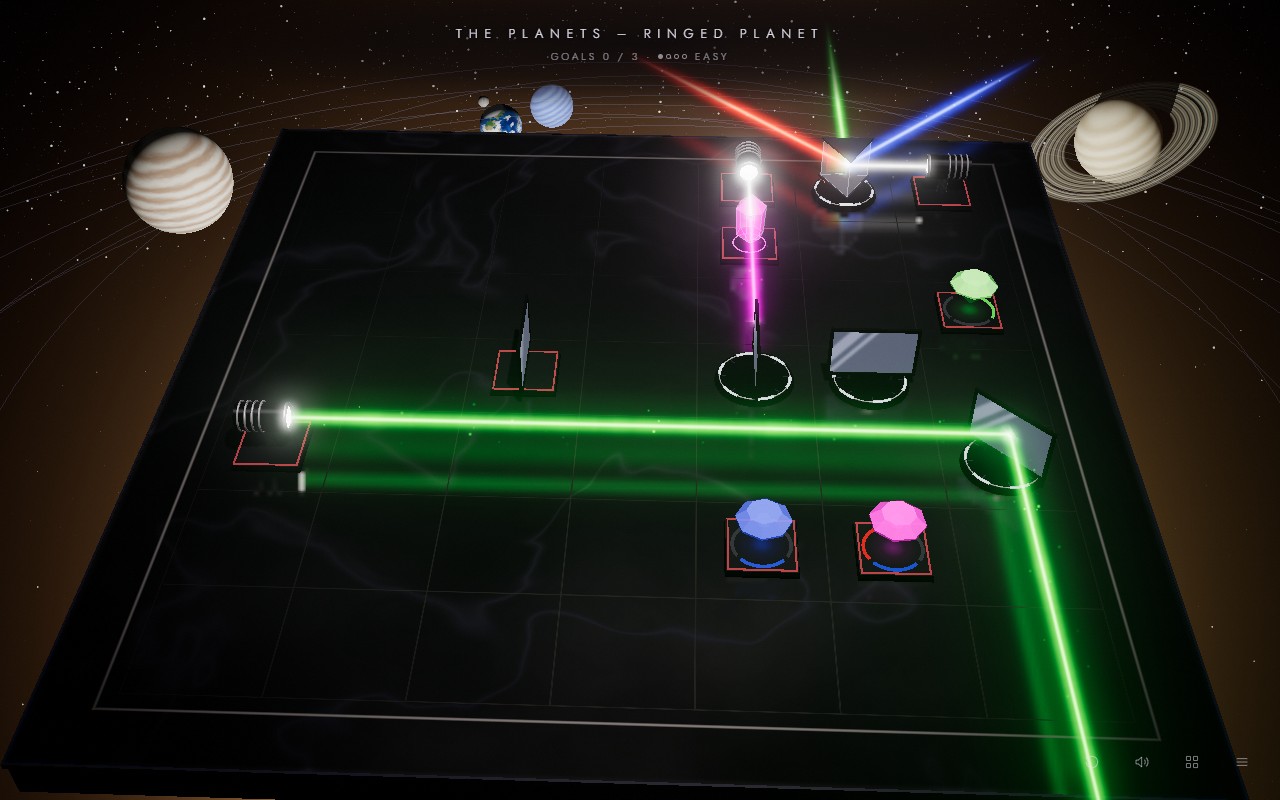 THE PLANETS – RINGED PLANET
GOALS 0 / 3 · EASY